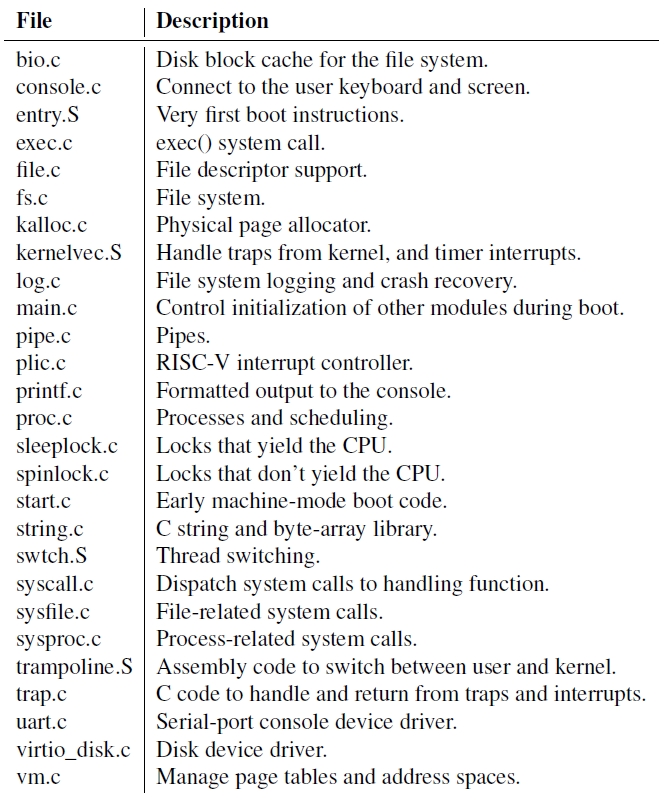 File Description
bio.c Disk block cache for the file system.
console.c Connect to the user keyboard and screen.
entry.S Very first boot instructions.
exec.c exec() system call.
file.c File descriptor support.
fs.c File system.
kalloc.c Physical page allocator.
kernelvec.S Handle traps from kernel, and timer interrupts.
log.c File system logging and crash recovery.
main.c Control initialization of other modules during boot.
pipe.c Pipes.
plic.c RISC-V interrupt controller.
printf.c Formatted output to the console.
proc.c Processes and scheduling.
sleeplock.c Locks that yield the CPU.
spinlock.c Locks that don’t yield the CPU.
start.c Early machine-mode boot code.
string.c C string and byte-array library.
swtch.S Thread switching.
syscall.c Dispatch system calls to handling function.
sysfile.c File-related system calls.
sysproc.c Process-related system calls.
trampoline.S Assembly code to switch between user and kernel.
trap.c C code to handle and return from traps and interrupts.
uart.c Serial-port console device driver.
virtio_disk.c Disk device driver.
vm.c Manage page tables and address spaces.